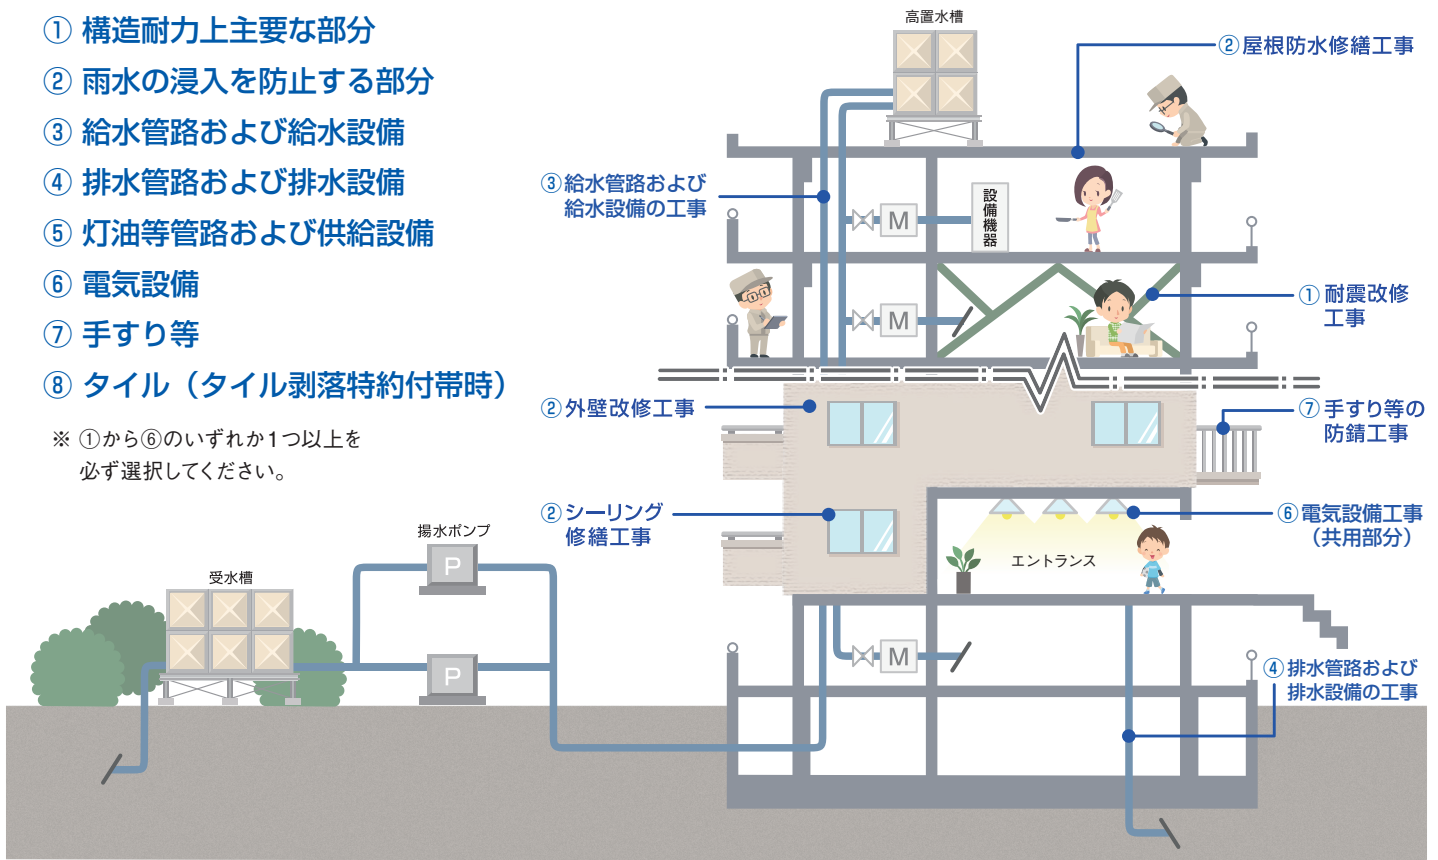 ① 構造耐力上主要な部分
② 雨水の浸入を防止する部分
③ 給水管路および給水設備
④ 排水管路および排水設備
⑤ 灯油等管路および供給設備
⑥ 電気設備
⑦ 手すり等
⑧ タイル（タイル剥落特約付帯時）
※ ①から⑥のいずれか1つ以上を
必ず選択してください。
高置水槽
②屋根防水修繕工事
③給水管路および
給水設備の工事
M
設備機器
M
①耐震改修
工事
②外壁改修工事
⑦手すり等の
防錆工事
②シーリング
修繕工事
⑥電気設備工事
（共用部分）
エントランス
揚水ポンプ
P
受水槽
P
M
④排水管路および
排水設備の工事